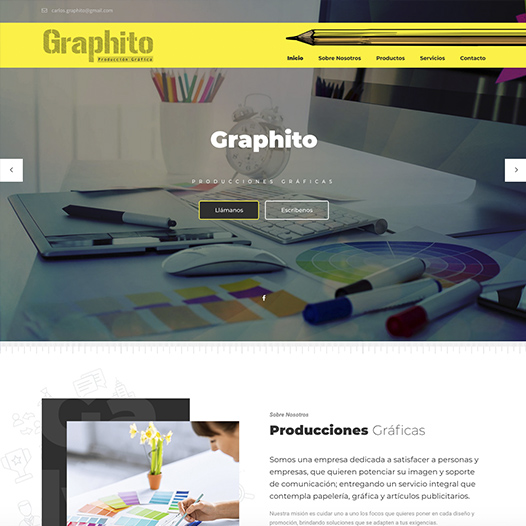 carlos.graphito@gmail.com
Graphito
Producción Gráfica
Inicio Sobre Nosotros Productos Servicios Contacto
Graphito
PRODUCCIONES GRÁFICAS
Llámanos Escríbenos
Sobre Nosotros
Producciones Gráficas
Somos una empresa dedicada a satisfacer a personas y
empresas, que quieren potenciar su imagen y soporte
de comunicación; entregando un servicio integral que
contempla papelería, gráfica y artículos publicitarios.
Nuestra misión es cuidar uno a uno los focos que quieres poner en cada diseño y
promoción, brindando soluciones que se adapten a tus exigencias.